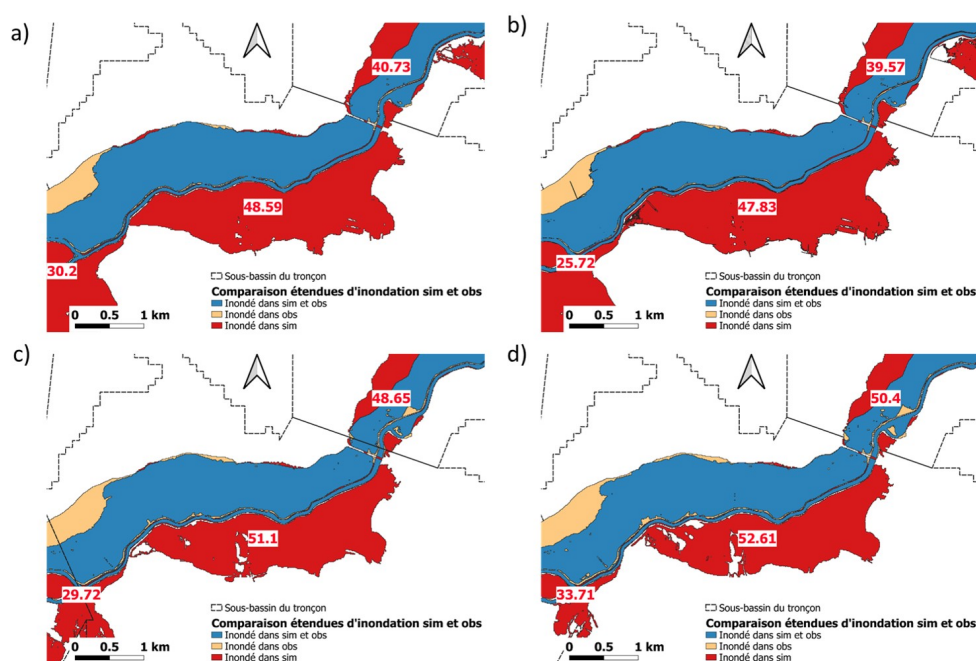 a)
40.73
48.59
30.2
Sous-bassin du tronçon
Comparaison étendues d'inondation sim et obs
Inondé dans sim et obs
Inondé dans obs
Inondé dans sim
0 0.5 1 km
b)
39.57
47.83
25.72
Sous-bassin du tronçon
Comparaison étendues d'inondation sim et obs
Inondé dans sim et obs
Inondé dans obs
Inondé dans sim
0 0.5 1 km
c)
48.65
51.1
29.72
Sous-bassin du tronçon
Comparaison étendues d'inondation sim et obs
Inondé dans sim et obs
Inondé dans obs
Inondé dans sim
0 0.5 1 km
d)
50.4
52.61
33.71
Sous-bassin du tronçon
Comparaison étendues d'inondation sim et obs
Inondé dans sim et obs
Inondé dans obs
Inondé dans sim
0 0.5 1 km